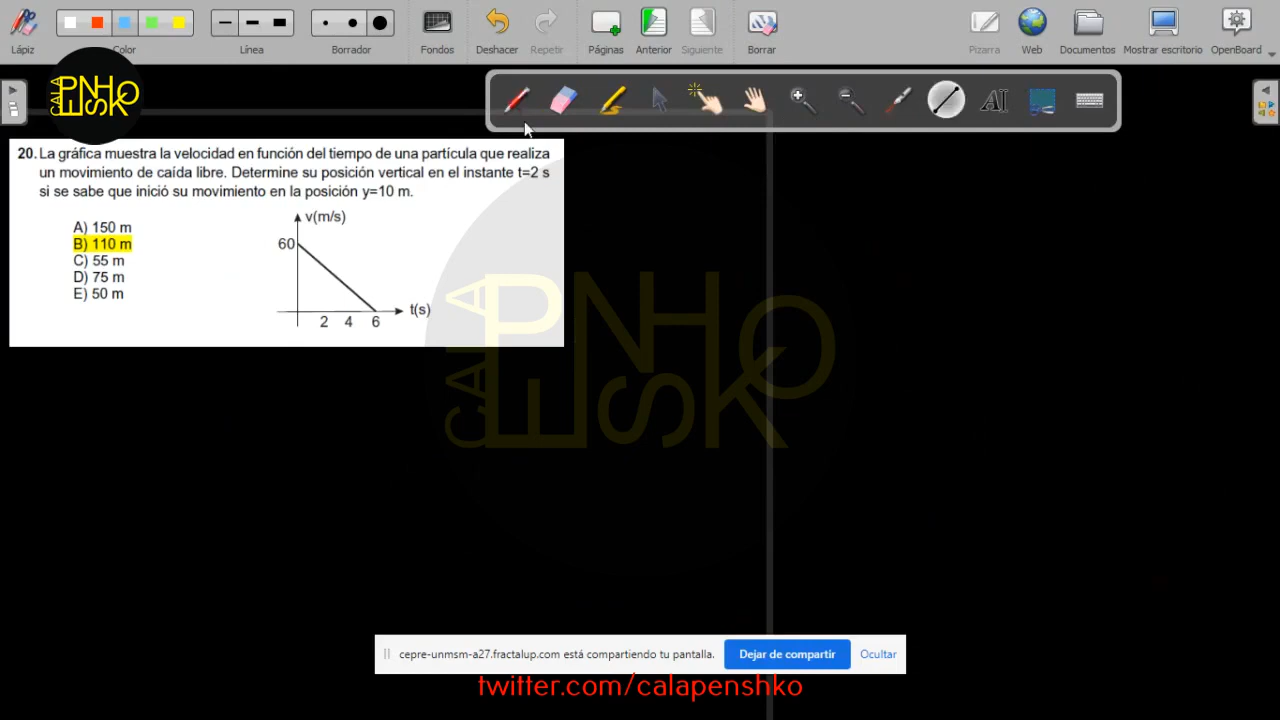 Lápiz
Color
Línea
Borrador
Fondos
Deshacer
Repetir
Páginas
Anterior
Siguiente
Borrar
Pizarra
Web
Documentos
Mostrar escritorio
OpenBoard
CALA
PENSHKO
20. La gráfica muestra la velocidad en función del tiempo de una partícula que realiza
un movimiento de caída libre. Determine su posición vertical en el instante t=2 s
si se sabe que inició su movimiento en la posición y=10 m.
A) 150 m
B) 110 m
C) 55 m
D) 75 m
E) 50 m
v(m/s)
60
t(s)
2 4 6
CALA
PENSHKO
cepre-unmsm-a27.fractalup.com está compartiendo tu pantalla.
Dejar de compartir
Ocultar
twitter.com/calapenshko